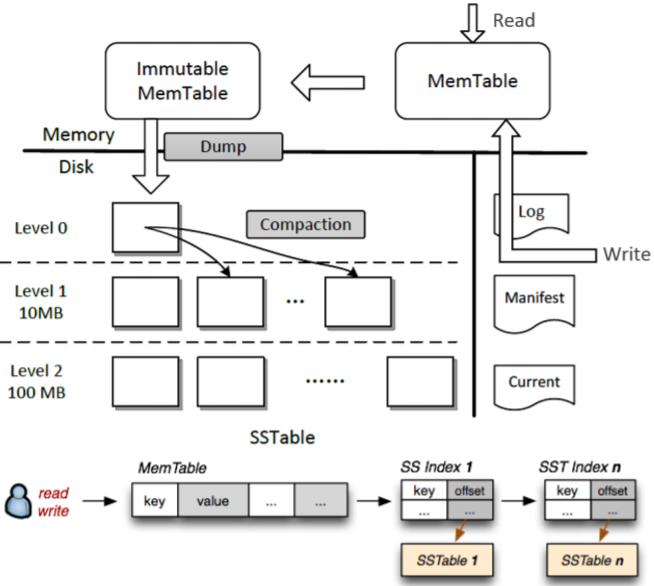 Read
Immutable
MemTable
MemTable
Memory
Dump
Disk
Level 0
Compaction
Log
Write
Level 1
10MB
...
Manifest
Level 2
100 MB
......
Current
SSTable
read
write
MemTable
key value ... ...
SS Index 1
key offset
... ...
SSTable 1
SST Index n
key offset
... ...
SSTable n